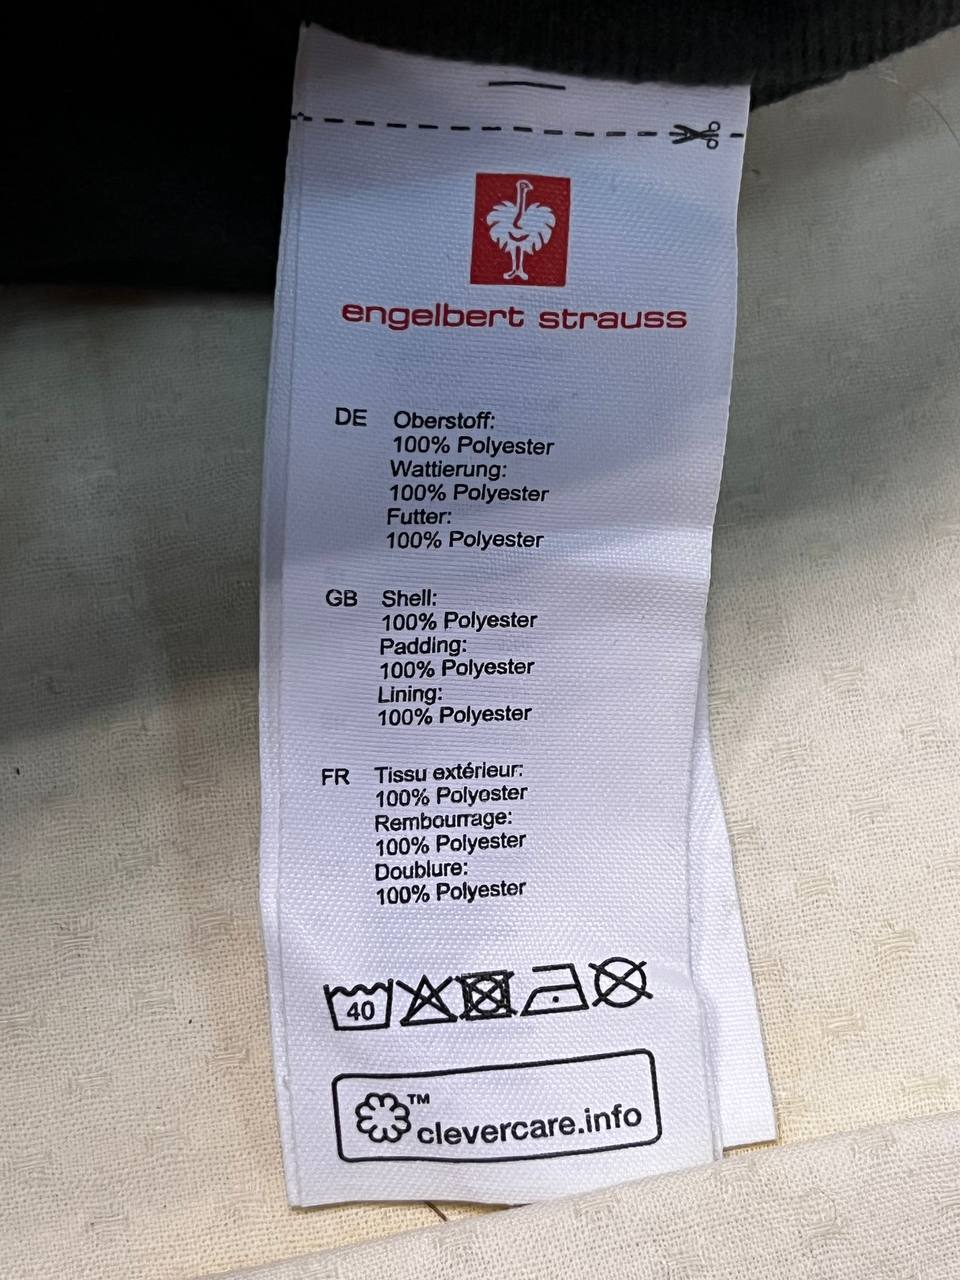 engelbert strauss
DE Oberstoff:
100% Polyester
Wattierung:
100% Polyester
Futter:
100% Polyester
GB Shell:
100% Polyester
Padding:
100% Polyester
Lining:
100% Polyester
FR Tissu extérieur:
100% Polyester
Rembourrage:
100% Polyester
Doublure:
100% Polyester
40
™
clevercare.info